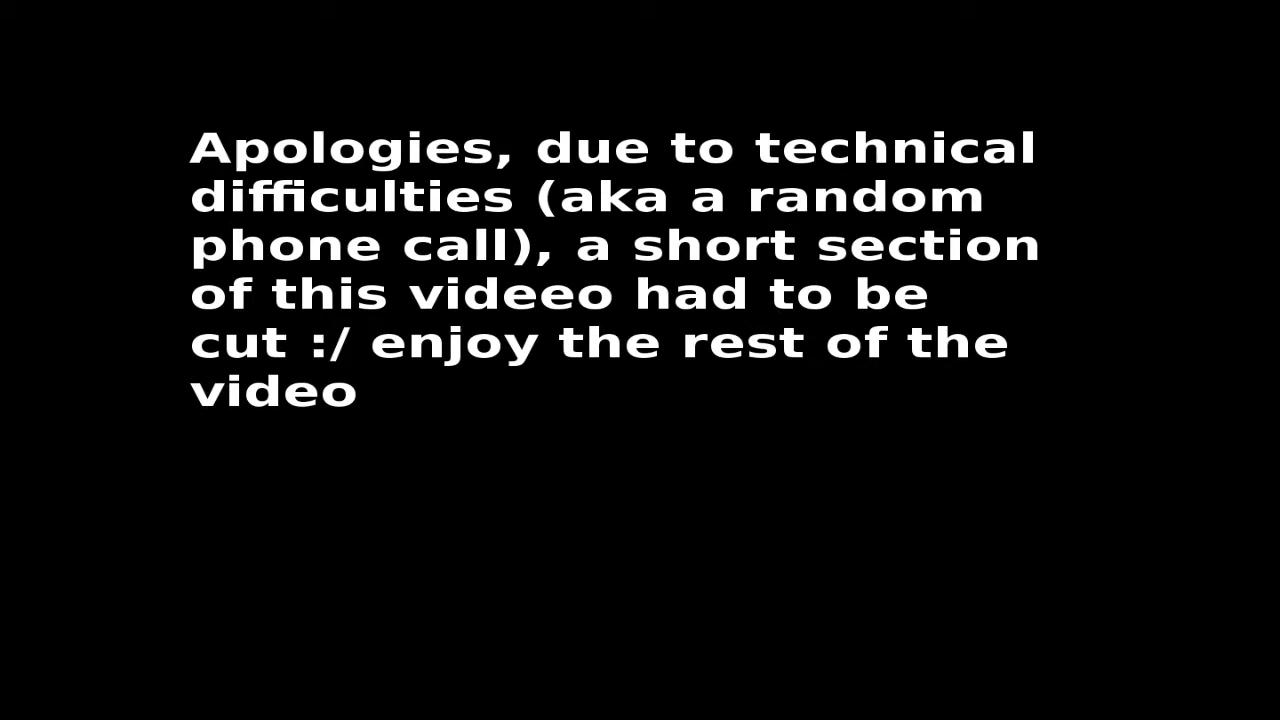 Apologies, due to technical
difficulties (aka a random
phone call), a short section
of this videeo had to be
cut :/ enjoy the rest of the
video